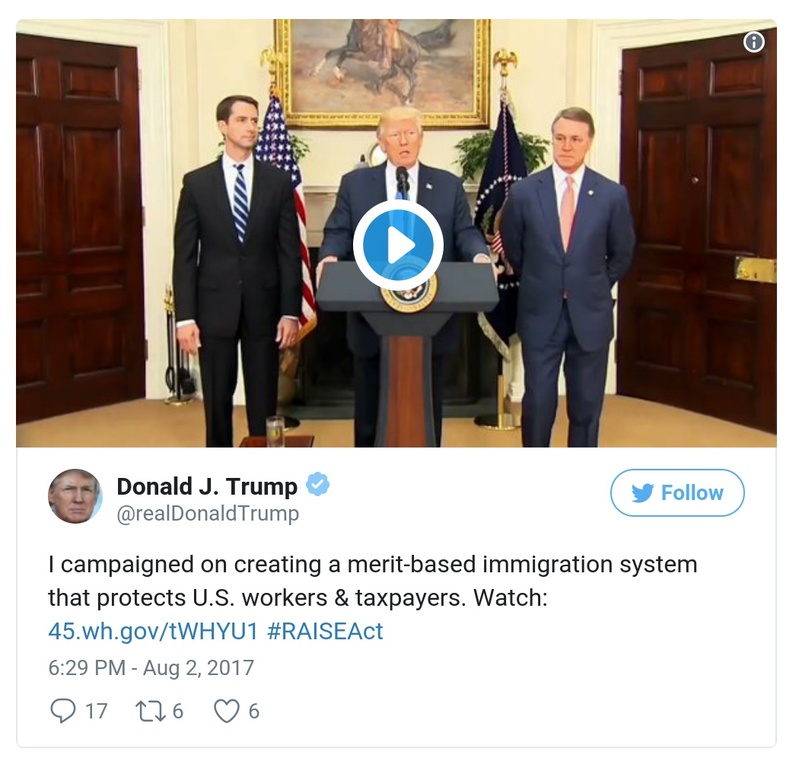 Donald J. Trump
@realDonaldTrump
Follow
I campaigned on creating a merit-based immigration system
that protects U.S. workers & taxpayers. Watch:
45.wh.gov/tWHYU1 #RAISEAct
6:29 PM - Aug 2, 2017
17 6 6